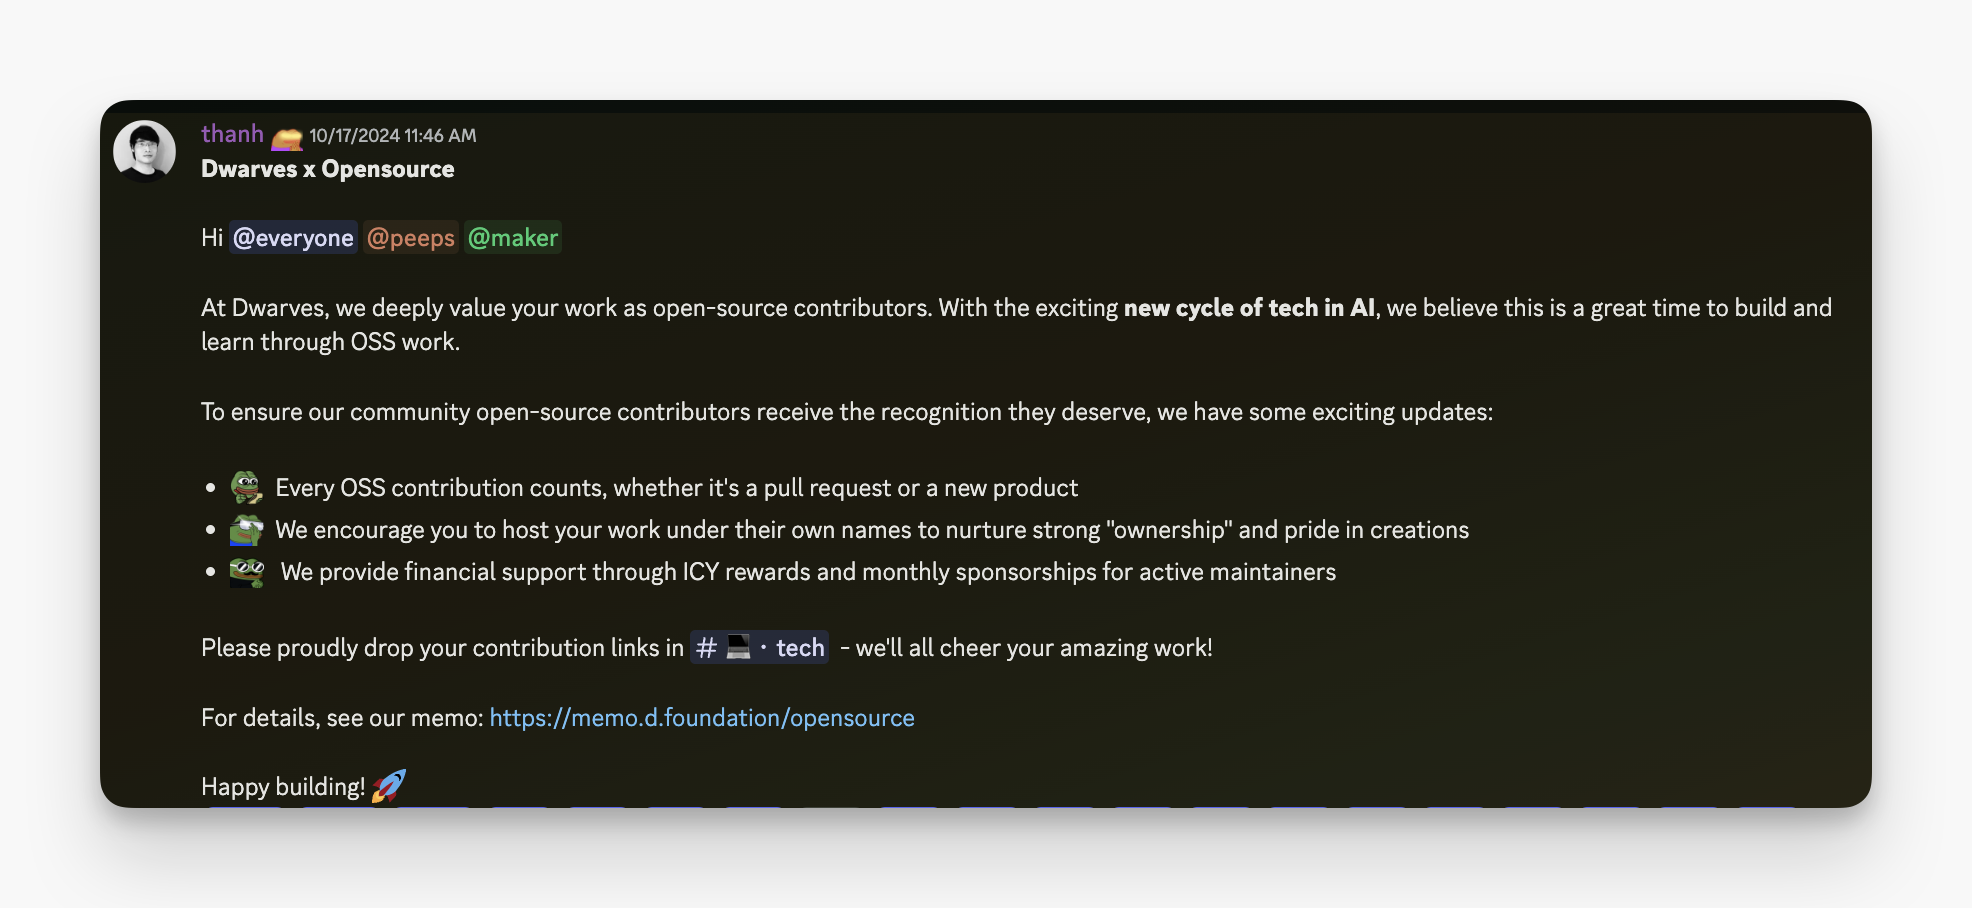 thanh 10/17/2024 11:46 AM
Dwarves x Opensource
Hi @everyone @peeps @maker
At Dwarves, we deeply value your work as open-source contributors. With the exciting new cycle of tech in AI, we believe this is a great time to build and
learn through OSS work.
To ensure our community open-source contributors receive the recognition they deserve, we have some exciting updates:
• Every OSS contribution counts, whether it's a pull request or a new product
• We encourage you to host your work under their own names to nurture strong "ownership" and pride in creations
• We provide financial support through ICY rewards and monthly sponsorships for active maintainers
Please proudly drop your contribution links in # 💻 · tech - we'll all cheer your amazing work!
For details, see our memo: https://memo.d.foundation/opensource
Happy building! 🚀